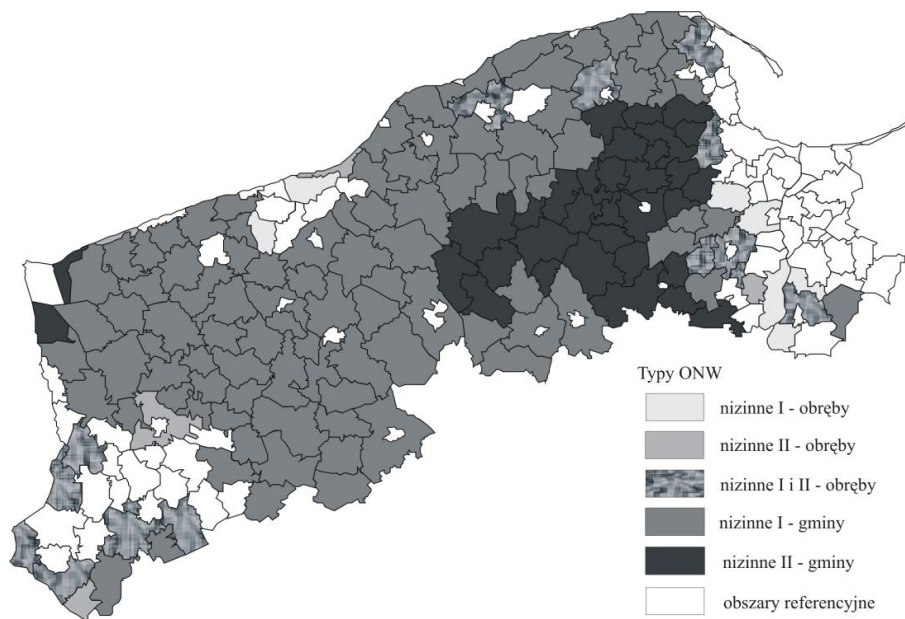 Typy ONW
nizinne I - obręby
nizinne II - obręby
nizinne I i II - obręby
nizinne I - gminy
nizinne II - gminy
obszary referencyjne